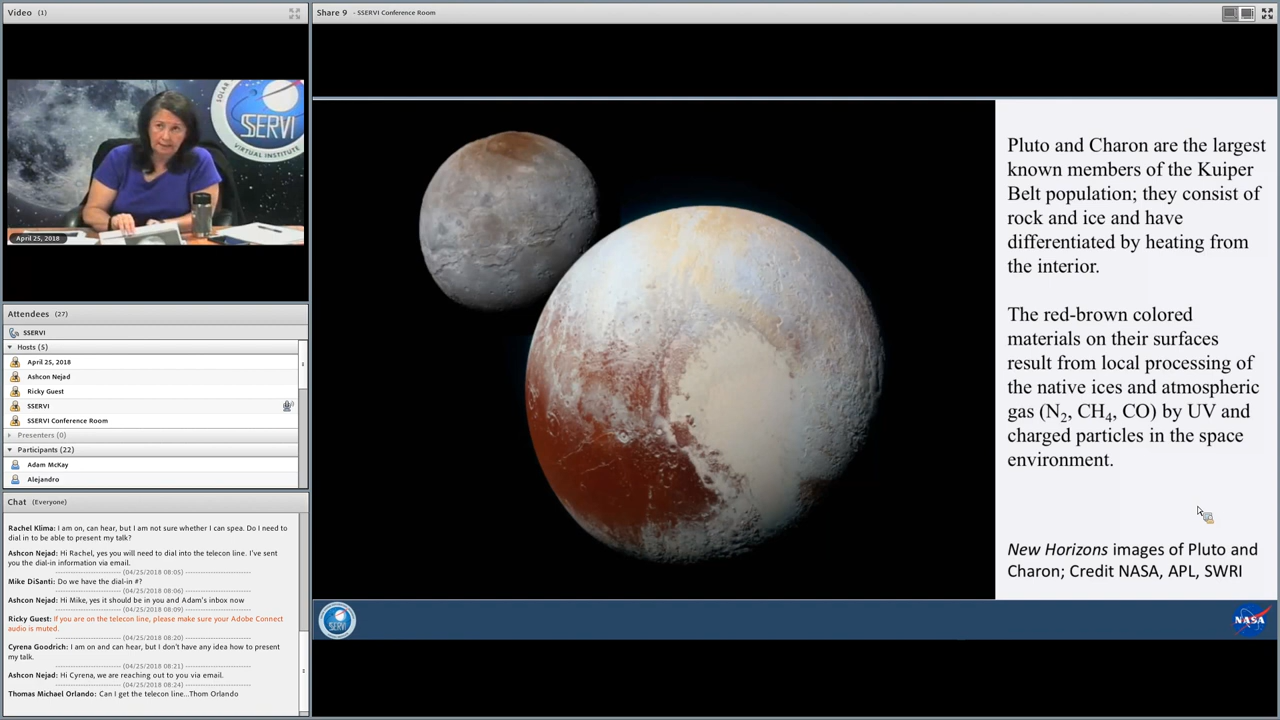 Video (1)
SOLAR
SSERVI
VIRTUAL INSTITUTE
April 25, 2018
Attendees (27)
SSERVI
Hosts (5)
April 25, 2018
Ashcon Nejad
Ricky Guest
SSERVI
SSERVI Conference Room
Presenters (0)
Participants (22)
Adam McKay
Alejandro
Chat (Everyone)
Rachel Klima: I am on, can hear, but I am not sure whether I can spea. Do I need to
dial in to be able to present my talk?
Ashcon Nejad: Hi Rachel, yes you will need to dial into the telecon line. I've sent
you the dial-in information via email.
(04/25/2018 08:05)
Mike DiSanti: Do we have the dial-in #?
(04/25/2018 08:06)
Ashcon Nejad: Hi Mike, yes it should be in you and Adam's inbox now
(04/25/2018 08:09)
Ricky Guest: If you are on the telecon line, please make sure your Adobe Connect
audio is muted.
(04/25/2018 08:20)
Cyrena Goodrich: I am on and can hear, but I don't have any idea how to present
my talk.
(04/25/2018 08:21)
Ashcon Nejad: Hi Cyrena, we are reaching out to you via email.
(04/25/2018 08:24)
Thomas Michael Orlando: Can I get the telecon line...Thom Orlando
Share 9 - SSERVI Conference Room
Pluto and Charon are the largest
known members of the Kuiper
Belt population; they consist of
rock and ice and have
differentiated by heating from
the interior.
The red-brown colored
materials on their surfaces
result from local processing of
the native ices and atmospheric
gas (N₂, CH₄, CO) by UV and
charged particles in the space
environment.
New Horizons images of Pluto and
Charon; Credit NASA, APL, SWRI
SSERVI
NASA